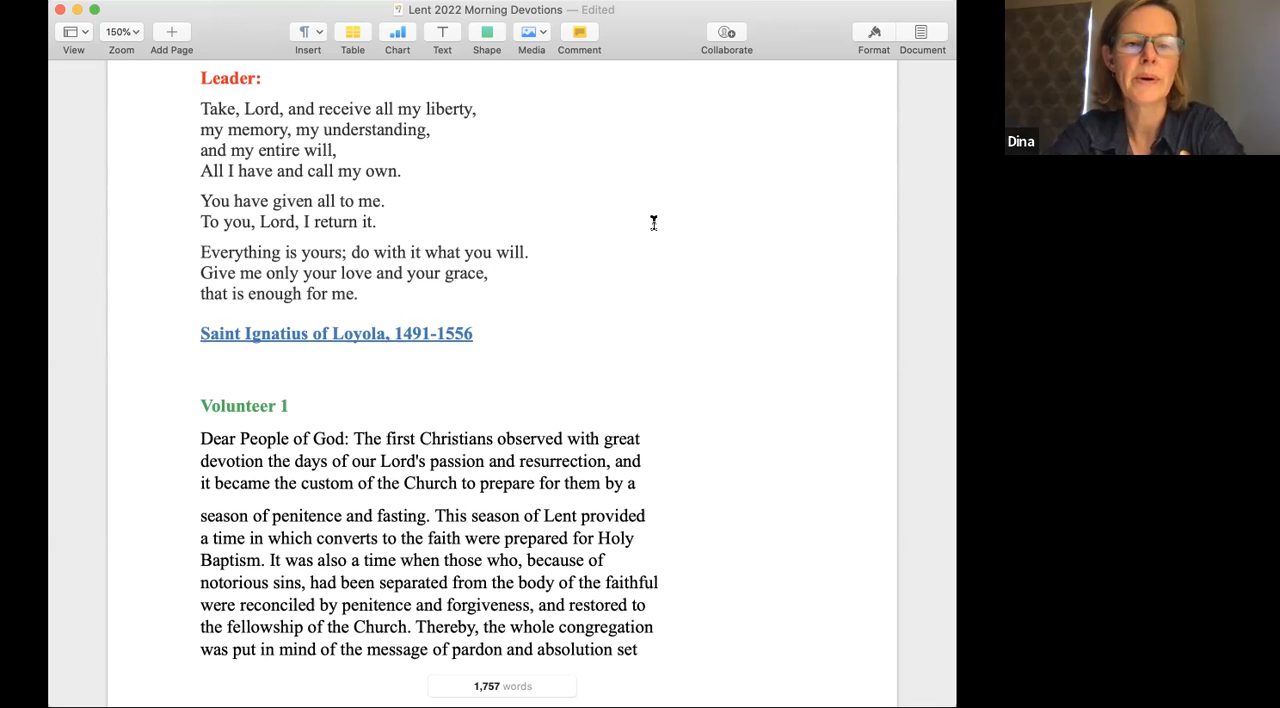 Lent 2022 Morning Devotions — Edited
150%
View
Zoom
Add Page
Insert
Table
Chart
Text
Shape
Media
Comment
Collaborate
Format
Document
Leader:
Take, Lord, and receive all my liberty,
my memory, my understanding,
and my entire will,
All I have and call my own.
You have given all to me.
To you, Lord, I return it.
Everything is yours; do with it what you will.
Give me only your love and your grace,
that is enough for me.
Saint Ignatius of Loyola, 1491-1556
Volunteer 1
Dear People of God: The first Christians observed with great
devotion the days of our Lord's passion and resurrection, and
it became the custom of the Church to prepare for them by a
season of penitence and fasting. This season of Lent provided
a time in which converts to the faith were prepared for Holy
Baptism. It was also a time when those who, because of
notorious sins, had been separated from the body of the faithful
were reconciled by penitence and forgiveness, and restored to
the fellowship of the Church. Thereby, the whole congregation
was put in mind of the message of pardon and absolution set
1,757 words
Dina